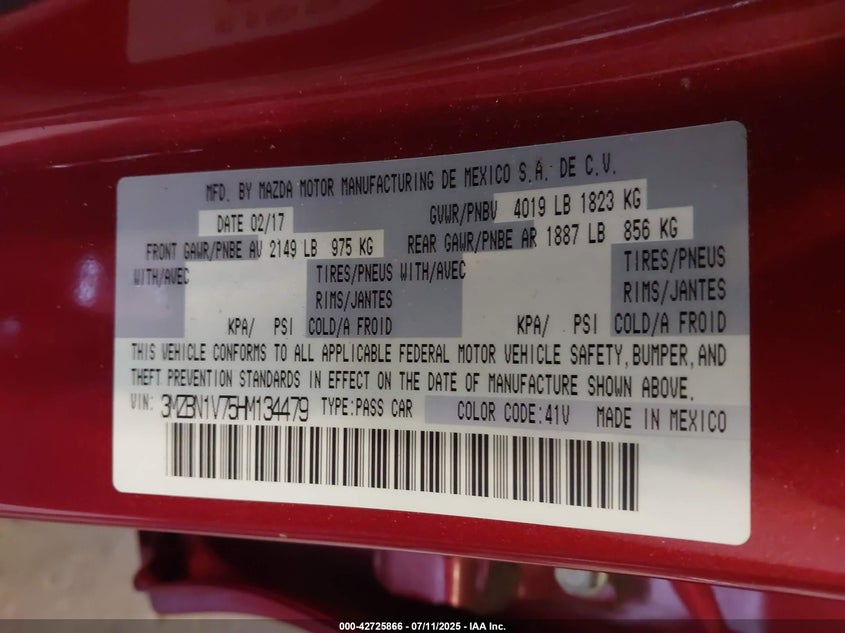 MFD. BY MAZDA MOTOR MANUFACTURING DE MEXICO S.A. DE C.V.
DATE 02/17 GVWR/PNBV 4019 LB 1823 KG
FRONT GAWR/PNBE AV 2149 LB 975 KG REAR GAWR/PNBE AR 1887 LB 856 KG
WITH/AVEC TIRES/PNEUS WITH/AVEC TIRES/PNEUS
RIMS/JANTES RIMS/JANTES
KPA/ PSI COLD/A FROID KPA/ PSI COLD/A FROID
THIS VEHICLE CONFORMS TO ALL APPLICABLE FEDERAL MOTOR VEHICLE SAFETY, BUMPER, AND
THEFT PREVENTION STANDARDS IN EFFECT ON THE DATE OF MANUFACTURE SHOWN ABOVE.
VIN: 3MZBN1V75HM134479 TYPE:PASS CAR COLOR CODE:41V MADE IN MEXICO
000-42725866 - 07/11/2025 - IAA Inc.